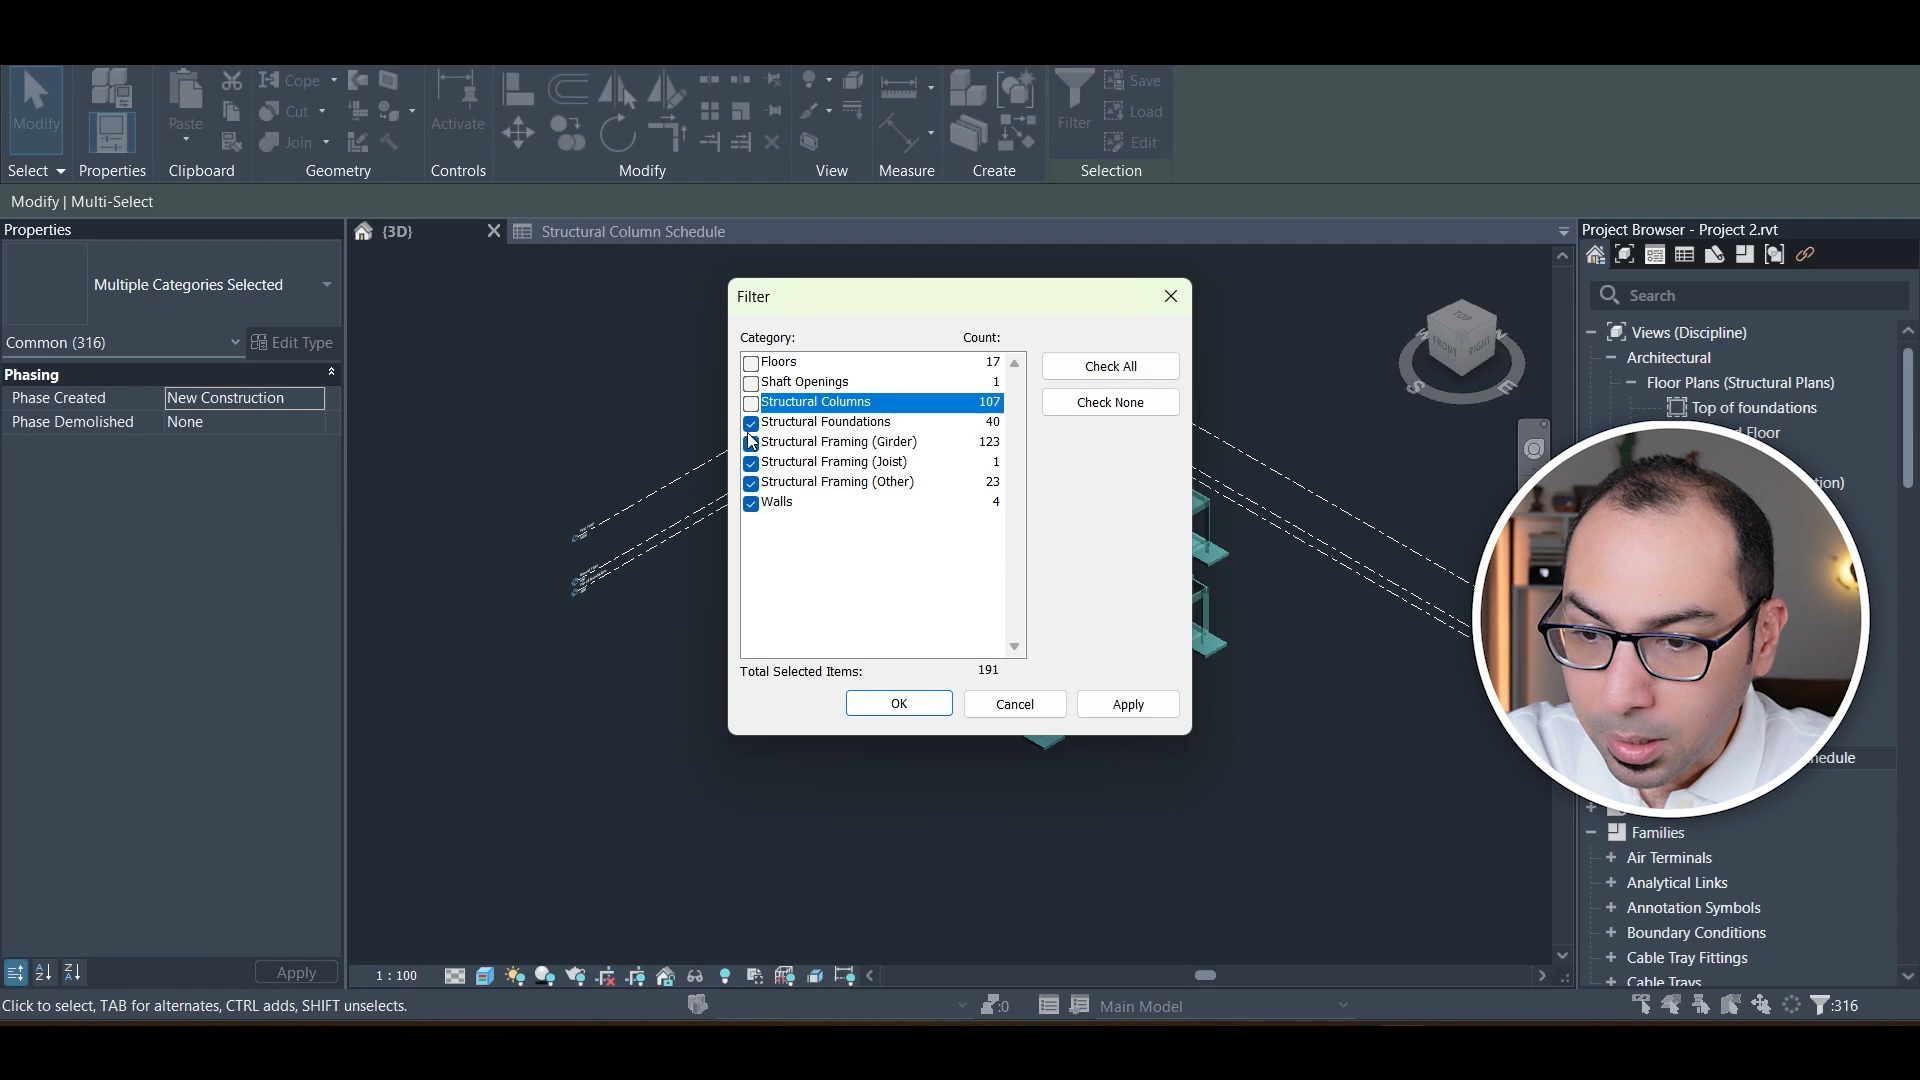 Modify
Paste
Cope
Cut
Join
Activate
Filter
Save
Load
Edit
Select
Properties
Clipboard
Geometry
Controls
Modify
View
Measure
Create
Selection
Modify | Multi-Select
Properties
Multiple Categories Selected
Common (316)
Edit Type
Phasing
Phase Created
New Construction
Phase Demolished
None
Apply
{3D}
Structural Column Schedule
Filter
Category:
Count:
Floors 17
Shaft Openings 1
Structural Columns 107
Structural Foundations 40
Structural Framing (Girder) 123
Structural Framing (Joist) 1
Structural Framing (Other) 23
Walls 4
Check All
Check None
Total Selected Items: 191
OK
Cancel
Apply
TOP
FRONT
RIGHT
S
E
Project Browser - Project 2.rvt
Search
Views (Discipline)
Architectural
Floor Plans (Structural Plans)
Top of foundations
Floor
Families
Air Terminals
Analytical Links
Annotation Symbols
Boundary Conditions
Cable Tray Fittings
Cable Trays
1 : 100
Click to select, TAB for alternates, CTRL adds, SHIFT unselects.
:0
Main Model
:316